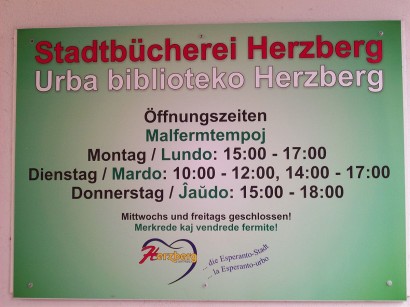 Stadtbücherei Herzberg
Urba biblioteko Herzberg
Öffnungszeiten
Malfermtempoj
Montag / Lundo: 15:00 - 17:00
Dienstag / Mardo: 10:00 - 12:00, 14:00 - 17:00
Donnerstag / Ĵaŭdo: 15:00 - 18:00
Mittwochs und freitags geschlossen!
Merkrede kaj vendrede fermite!
Herzberg
... die Esperanto-Stadt
... la Esperanto-urbo